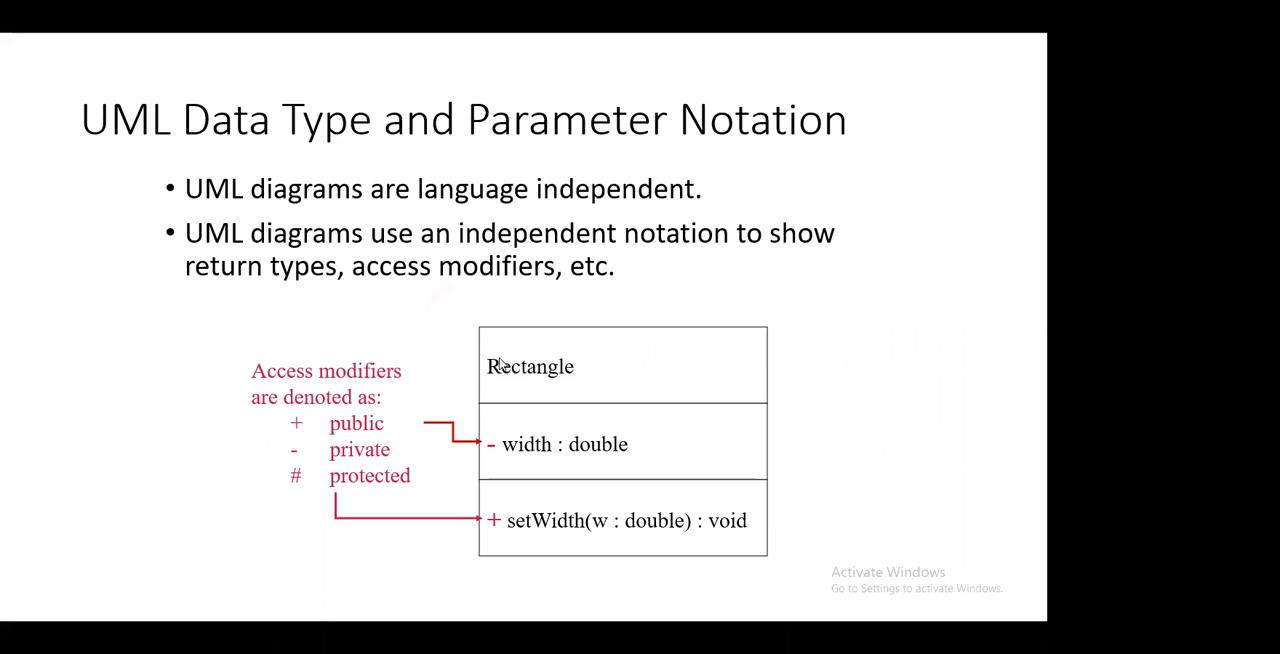 UML Data Type and Parameter Notation
• UML diagrams are language independent.
• UML diagrams use an independent notation to show
return types, access modifiers, etc.
Access modifiers
are denoted as:
+ public
- private
# protected
Rectangle
- width : double
+ setWidth(w : double) : void
Activate Windows
Go to Settings to activate Windows.